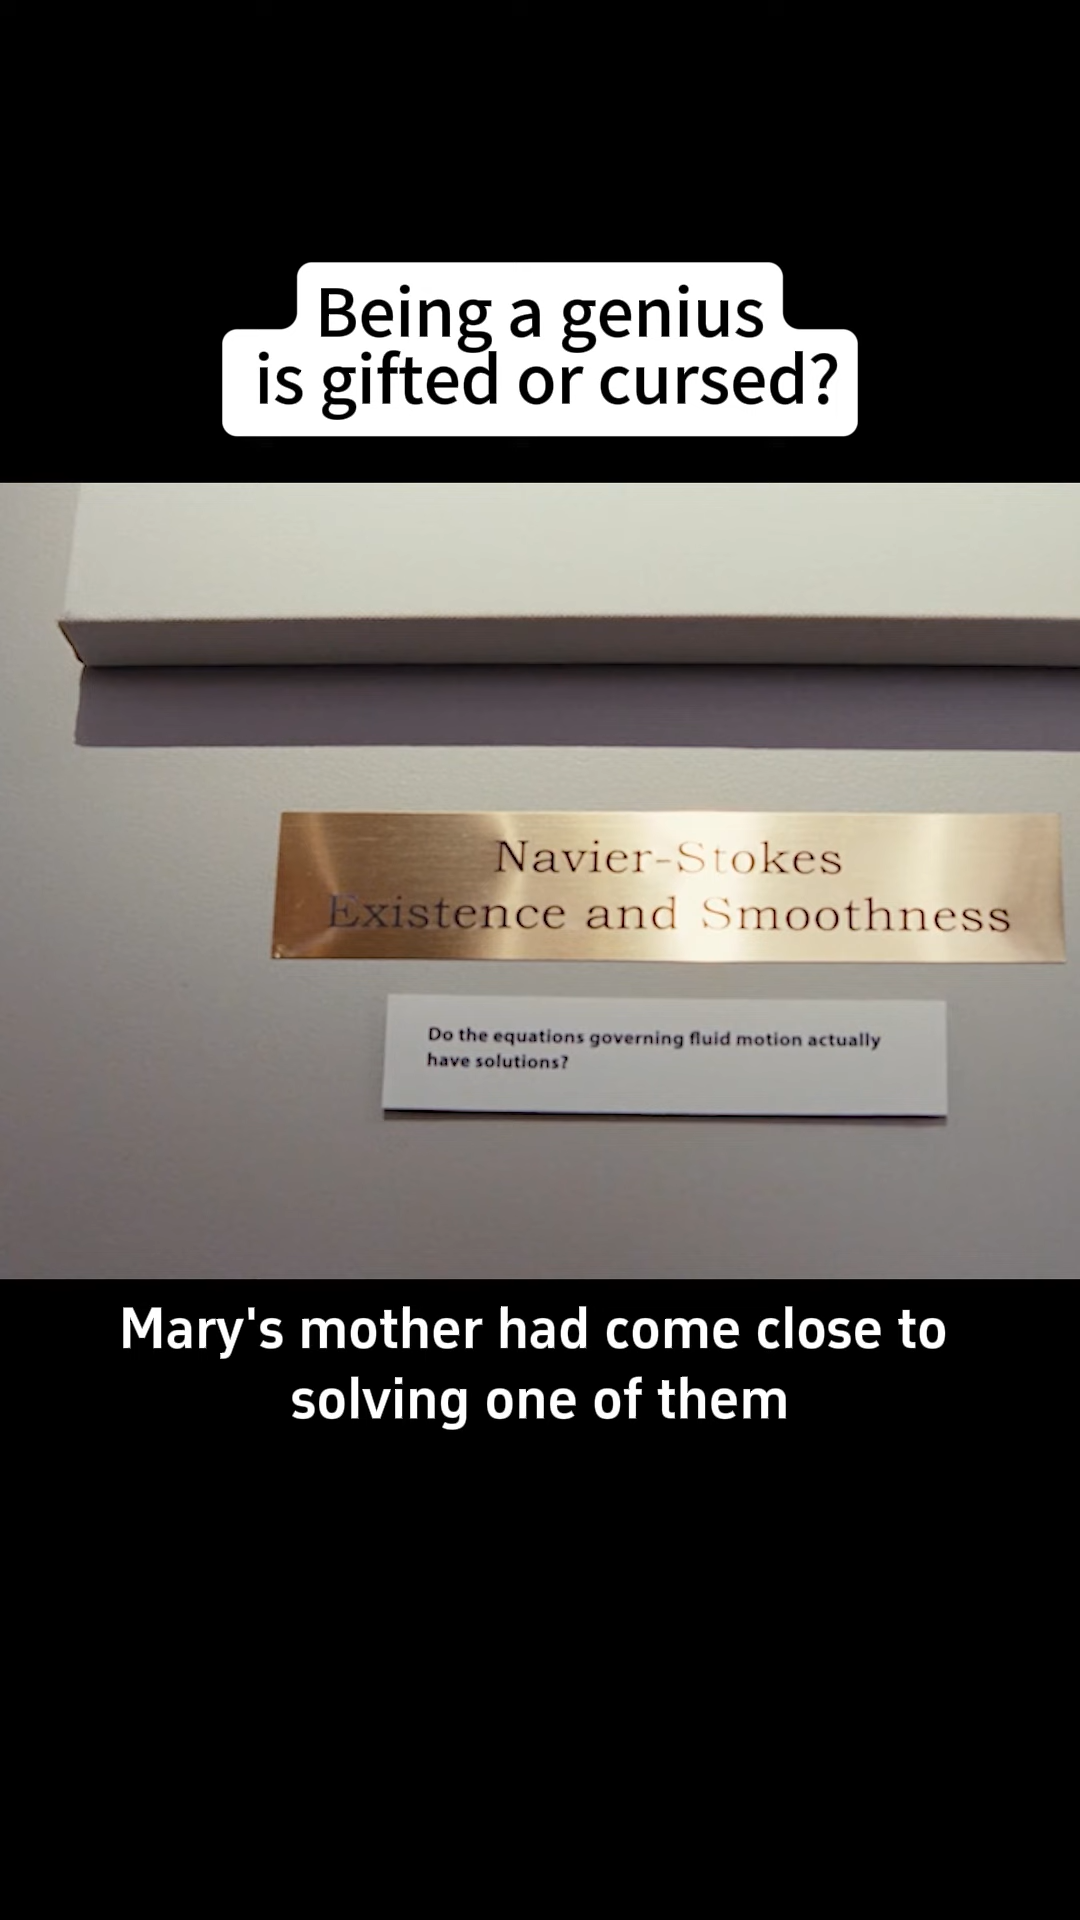 Being a genius
is gifted or cursed?
Navier-Stokes
Existence and Smoothness
Do the equations governing fluid motion actually
have solutions?
Mary's mother had come close to
solving one of them